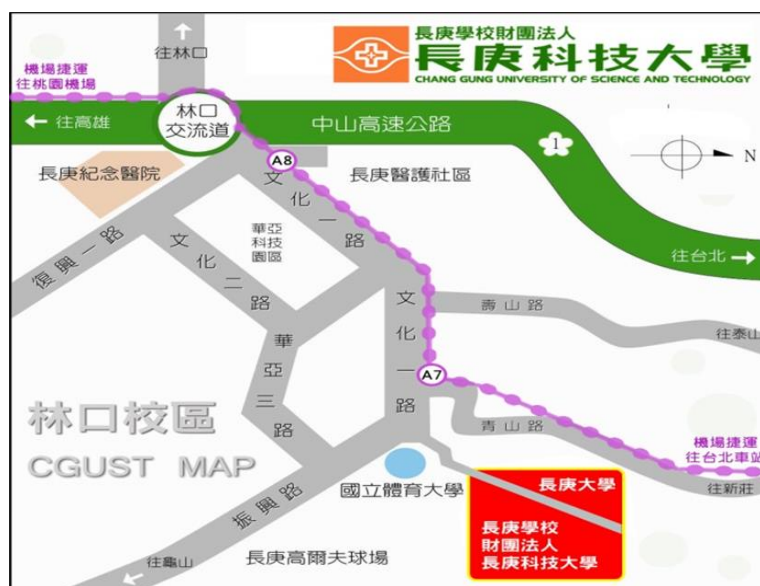 長庚學校財團法人
長庚科技大學
CHANG GUNG UNIVERSITY OF SCIENCE AND TECHNOLOGY
往林口
機場捷運
往桃園機場
林口
交流道
往高雄
中山高速公路
1
N
A8
長庚紀念醫院
長庚醫護社區
文化一路
華亞
科技
園區
復興一路
文化二路
往台北
文化一路
壽山路
往泰山
華亞三路
A7
林口校區
CGUST MAP
青山路
機場捷運
往台北車站
往新莊
國立體育大學
振興路
長庚大學
長庚學校
財團法人
長庚科技大學
往龜山
長庚高爾夫球場